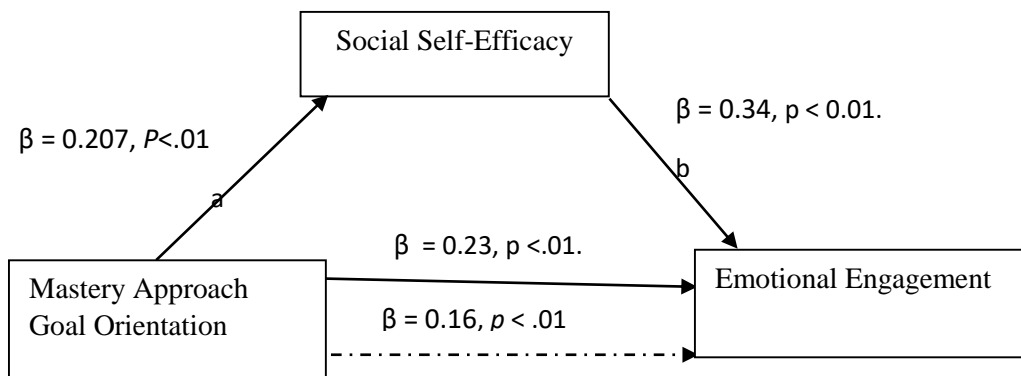 Social Self-Efficacy
β = 0.207, P<.01
β = 0.34, p < 0.01.
a
b
β = 0.23, p <.01.
Mastery Approach
Goal Orientation
Emotional Engagement
β = 0.16, p < .01